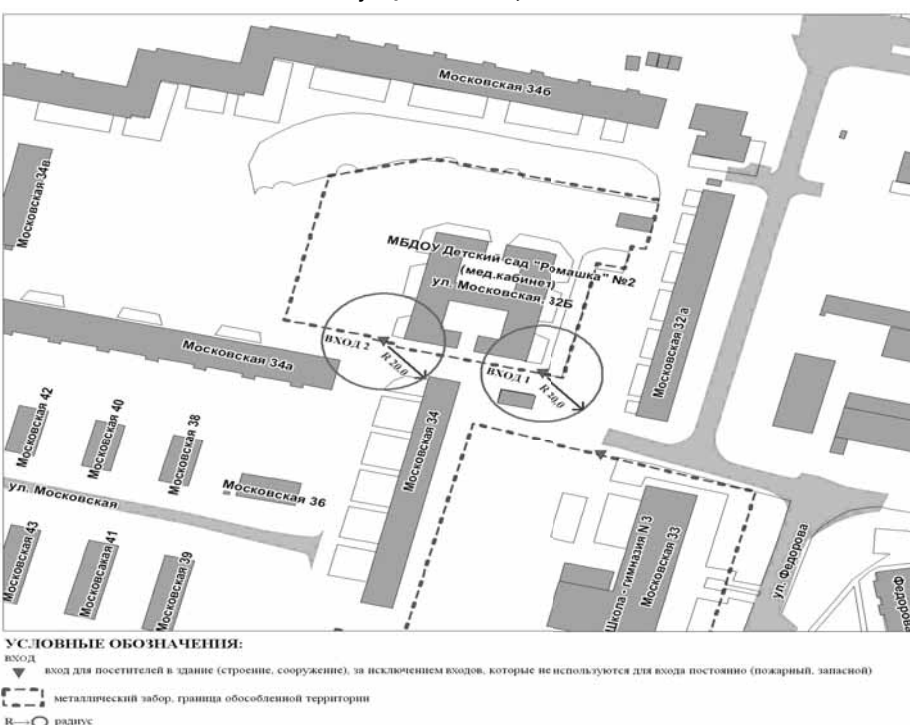 Московская 34б
Московская 34в
МБДОУ Детский сад "Ромашка" №2
(мед.кабинет)
ул. Московская, 32Б
Московская 32 а
ВХОД 2
R 20,0
ВХОД 1
R 20,0
Московская 34а
Московская 34
Московская 42
Московская 40
Московская 38
Московская 36
ул. Московская
Московская 43
Московсакая 41
Московская 39
Школа - гимназия N 3
Московская 33
ул. Федорова
Федорова
УСЛОВНЫЕ ОБОЗНАЧЕНИЯ:
ВХОД
вход для посетителей в здание (строение, сооружение), за исключением входов, которые не используются для входа постоянно (пожарный, запасной)
металлический забор, граница обособленной территории
R радиус